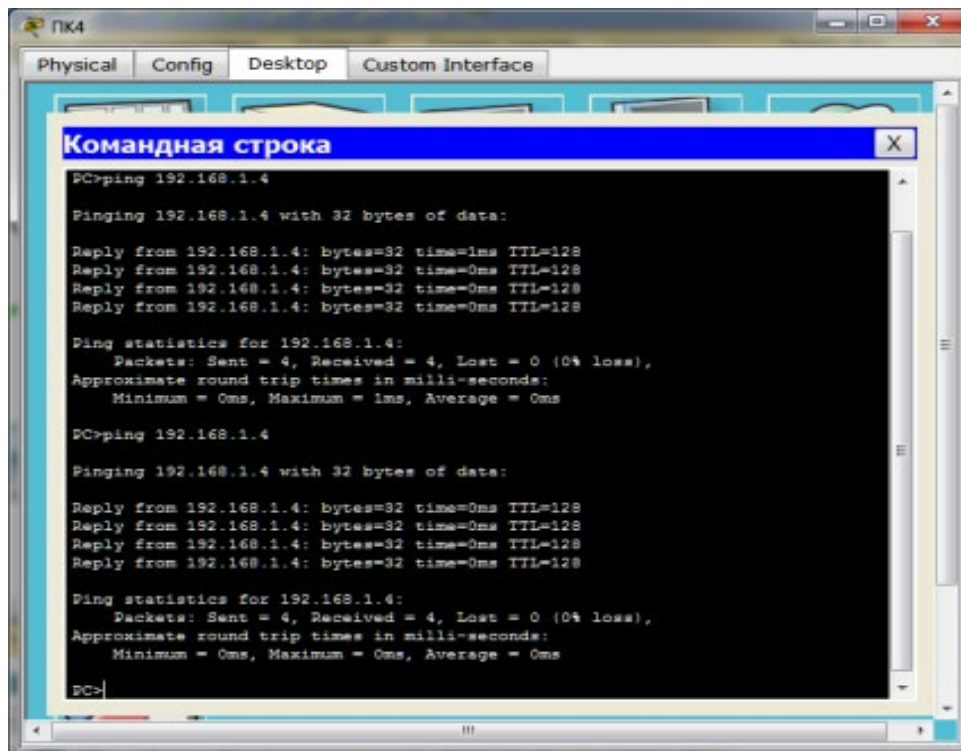 ПК4
Physical Config Desktop Custom Interface
Командная строка X
PC>ping 192.168.1.4
Pinging 192.168.1.4 with 32 bytes of data:
Reply from 192.168.1.4: bytes=32 time=1ms TTL=128
Reply from 192.168.1.4: bytes=32 time=0ms TTL=128
Reply from 192.168.1.4: bytes=32 time=0ms TTL=128
Reply from 192.168.1.4: bytes=32 time=0ms TTL=128
Ping statistics for 192.168.1.4:
Packets: Sent = 4, Received = 4, Lost = 0 (0% loss),
Approximate round trip times in milli-seconds:
Minimum = 0ms, Maximum = 1ms, Average = 0ms
PC>ping 192.168.1.4
Pinging 192.168.1.4 with 32 bytes of data:
Reply from 192.168.1.4: bytes=32 time=0ms TTL=128
Reply from 192.168.1.4: bytes=32 time=0ms TTL=128
Reply from 192.168.1.4: bytes=32 time=0ms TTL=128
Reply from 192.168.1.4: bytes=32 time=0ms TTL=128
Ping statistics for 192.168.1.4:
Packets: Sent = 4, Received = 4, Lost = 0 (0% loss),
Approximate round trip times in milli-seconds:
Minimum = 0ms, Maximum = 0ms, Average = 0ms
PC>